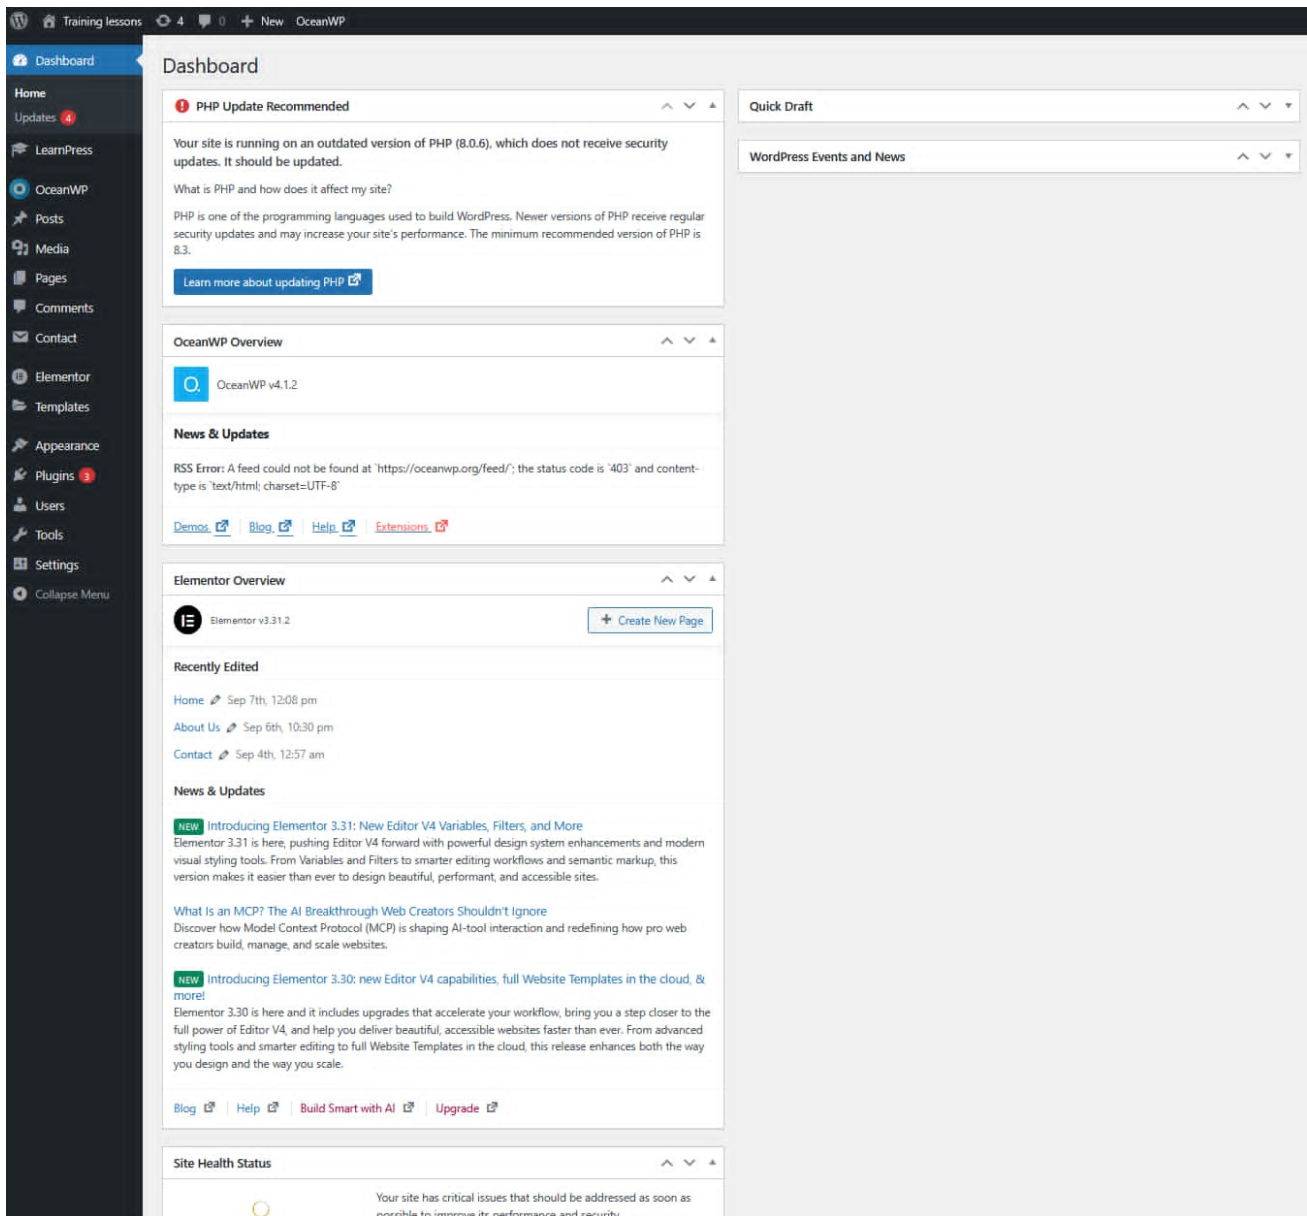 Training lessons 4 0 New OceanWP
Dashboard
Home
Updates 4
LearnPress
OceanWP
Posts
Media
Pages
Comments
Contact
Elementor
Templates
Appearance
Plugins 3
Users
Tools
Settings
Collapse Menu
Dashboard
PHP Update Recommended
Your site is running on an outdated version of PHP (8.0.6), which does not receive security
updates. It should be updated.
What is PHP and how does it affect my site?
PHP is one of the programming languages used to build WordPress. Newer versions of PHP receive regular
security updates and may increase your site's performance. The minimum recommended version of PHP is
8.3.
Learn more about updating PHP
OceanWP Overview
OceanWP v4.1.2
News & Updates
RSS Error: A feed could not be found at `https://oceanwp.org/feed/`; the status code is `403` and content-
type is `text/html; charset=UTF-8`
Demos Blog Help Extensions
Elementor Overview
Elementor v3.31.2
Create New Page
Recently Edited
Home Sep 7th, 12:08 pm
About Us Sep 6th, 10:30 pm
Contact Sep 4th, 12:57 am
News & Updates
NEW Introducing Elementor 3.31: New Editor V4 Variables, Filters, and More
Elementor 3.31 is here, pushing Editor V4 forward with powerful design system enhancements and modern
visual styling tools. From Variables and Filters to smarter editing workflows and semantic markup, this
version makes it easier than ever to design beautiful, performant, and accessible sites.
What Is an MCP? The AI Breakthrough Web Creators Shouldn't Ignore
Discover how Model Context Protocol (MCP) is shaping AI-tool interaction and redefining how pro web
creators build, manage, and scale websites.
NEW Introducing Elementor 3.30: new Editor V4 capabilities, full Website Templates in the cloud, &
more!
Elementor 3.30 is here and it includes upgrades that accelerate your workflow, bring you a step closer to the
full power of Editor V4, and help you deliver beautiful, accessible websites faster than ever. From advanced
styling tools and smarter editing to full Website Templates in the cloud, this release enhances both the way
you design and the way you scale.
Blog Help Build Smart with AI Upgrade
Site Health Status
Your site has critical issues that should be addressed as soon as
possible to improve its performance and security.
Quick Draft
WordPress Events and News